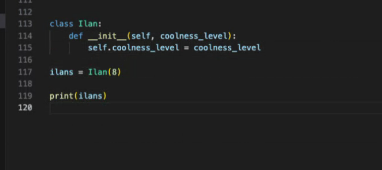 111
112
113 class Ilan:
114 def __init__(self, coolness_level):
115 self.coolness_level = coolness_level
116
117 ilans = Ilan(8)
118
119 print(ilans)
120